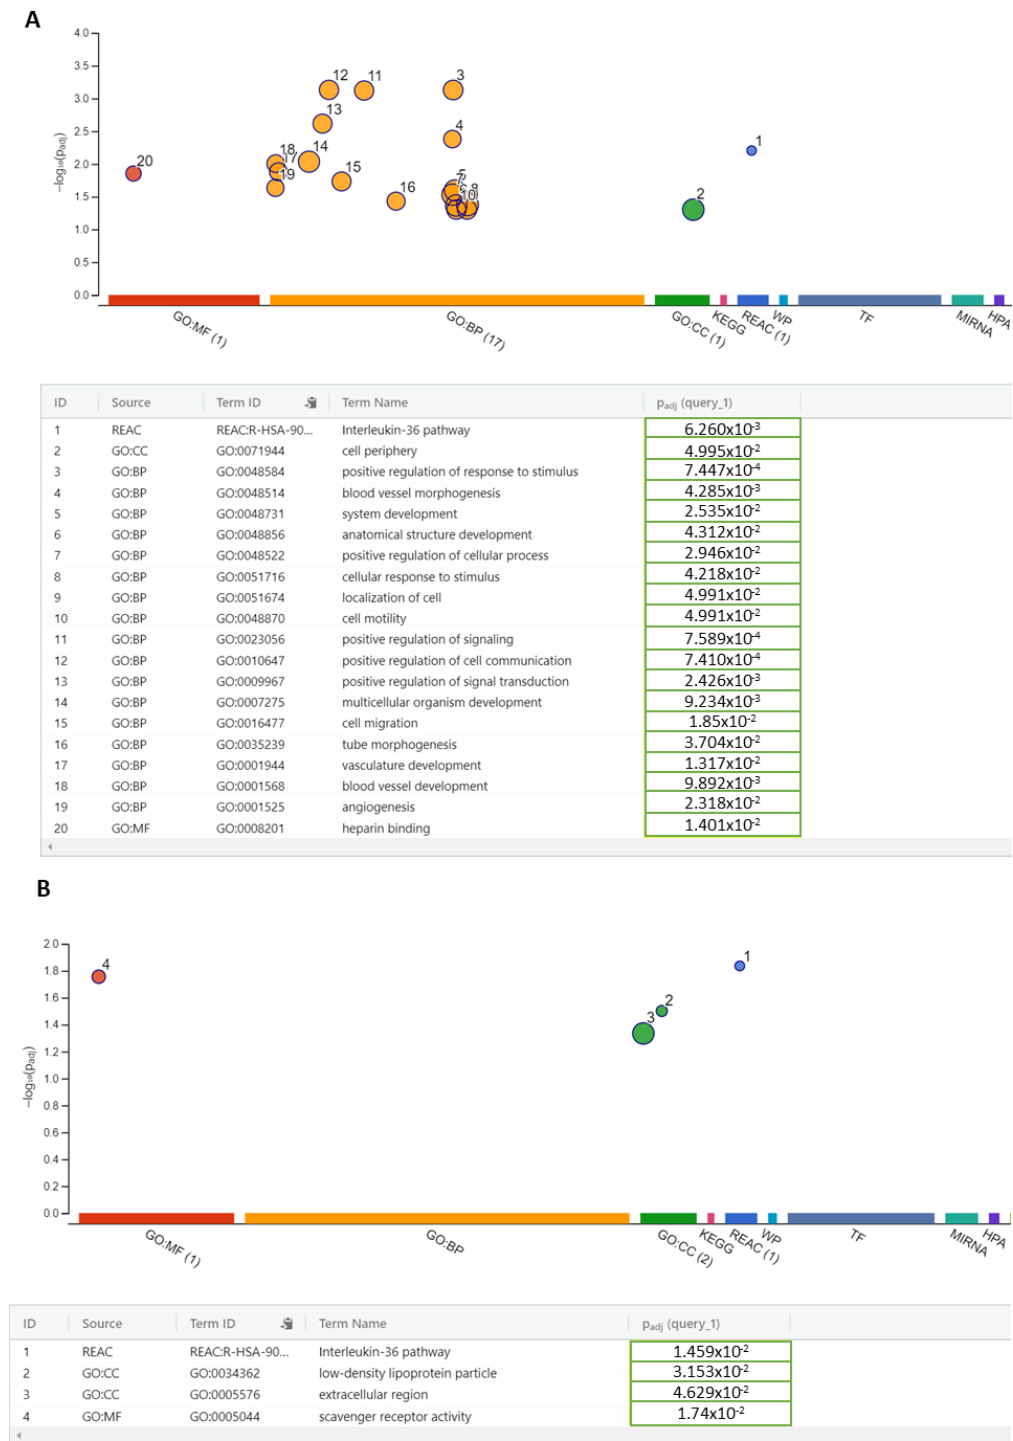 A
4.0
3.5
3.0
2.5
2.0
1.5
1.0
0.5
0.0
–log₁₀(padj)
20
18
17
19
12
13
14
15
11
16
3
4
5
7
8
10
2
1
GO:MF (1)
GO:BP (17)
GO:CC (1)
KEGG
REAC (1)
WP
TF
MIRNA
HPA
ID Source Term ID Term Name padj (query_1)
1 REAC REAC:R-HSA-90... Interleukin-36 pathway 6.260x10⁻³
2 GO:CC GO:0071944 cell periphery 4.995x10⁻²
3 GO:BP GO:0048584 positive regulation of response to stimulus 7.447x10⁻⁴
4 GO:BP GO:0048514 blood vessel morphogenesis 4.285x10⁻³
5 GO:BP GO:0048731 system development 2.535x10⁻²
6 GO:BP GO:0048856 anatomical structure development 4.312x10⁻²
7 GO:BP GO:0048522 positive regulation of cellular process 2.946x10⁻²
8 GO:BP GO:0051716 cellular response to stimulus 4.218x10⁻²
9 GO:BP GO:0051674 localization of cell 4.991x10⁻²
10 GO:BP GO:0048870 cell motility 4.991x10⁻²
11 GO:BP GO:0023056 positive regulation of signaling 7.589x10⁻⁴
12 GO:BP GO:0010647 positive regulation of cell communication 7.410x10⁻⁴
13 GO:BP GO:0009967 positive regulation of signal transduction 2.426x10⁻³
14 GO:BP GO:0007275 multicellular organism development 9.234x10⁻³
15 GO:BP GO:0016477 cell migration 1.85x10⁻²
16 GO:BP GO:0035239 tube morphogenesis 3.704x10⁻²
17 GO:BP GO:0001944 vasculature development 1.317x10⁻²
18 GO:BP GO:0001568 blood vessel development 9.892x10⁻³
19 GO:BP GO:0001525 angiogenesis 2.318x10⁻²
20 GO:MF GO:0008201 heparin binding 1.401x10⁻²
B
2.0
1.8
1.6
1.4
1.2
1.0
0.8
0.6
0.4
0.2
0.0
–log₁₀(padj)
4
3
2
1
GO:MF (1)
GO:BP
GO:CC (2)
KEGG
REAC (1)
WP
TF
MIRNA
HPA
ID Source Term ID Term Name padj (query_1)
1 REAC REAC:R-HSA-90... Interleukin-36 pathway 1.459x10⁻²
2 GO:CC GO:0034362 low-density lipoprotein particle 3.153x10⁻²
3 GO:CC GO:0005576 extracellular region 4.629x10⁻²
4 GO:MF GO:0005044 scavenger receptor activity 1.74x10⁻²